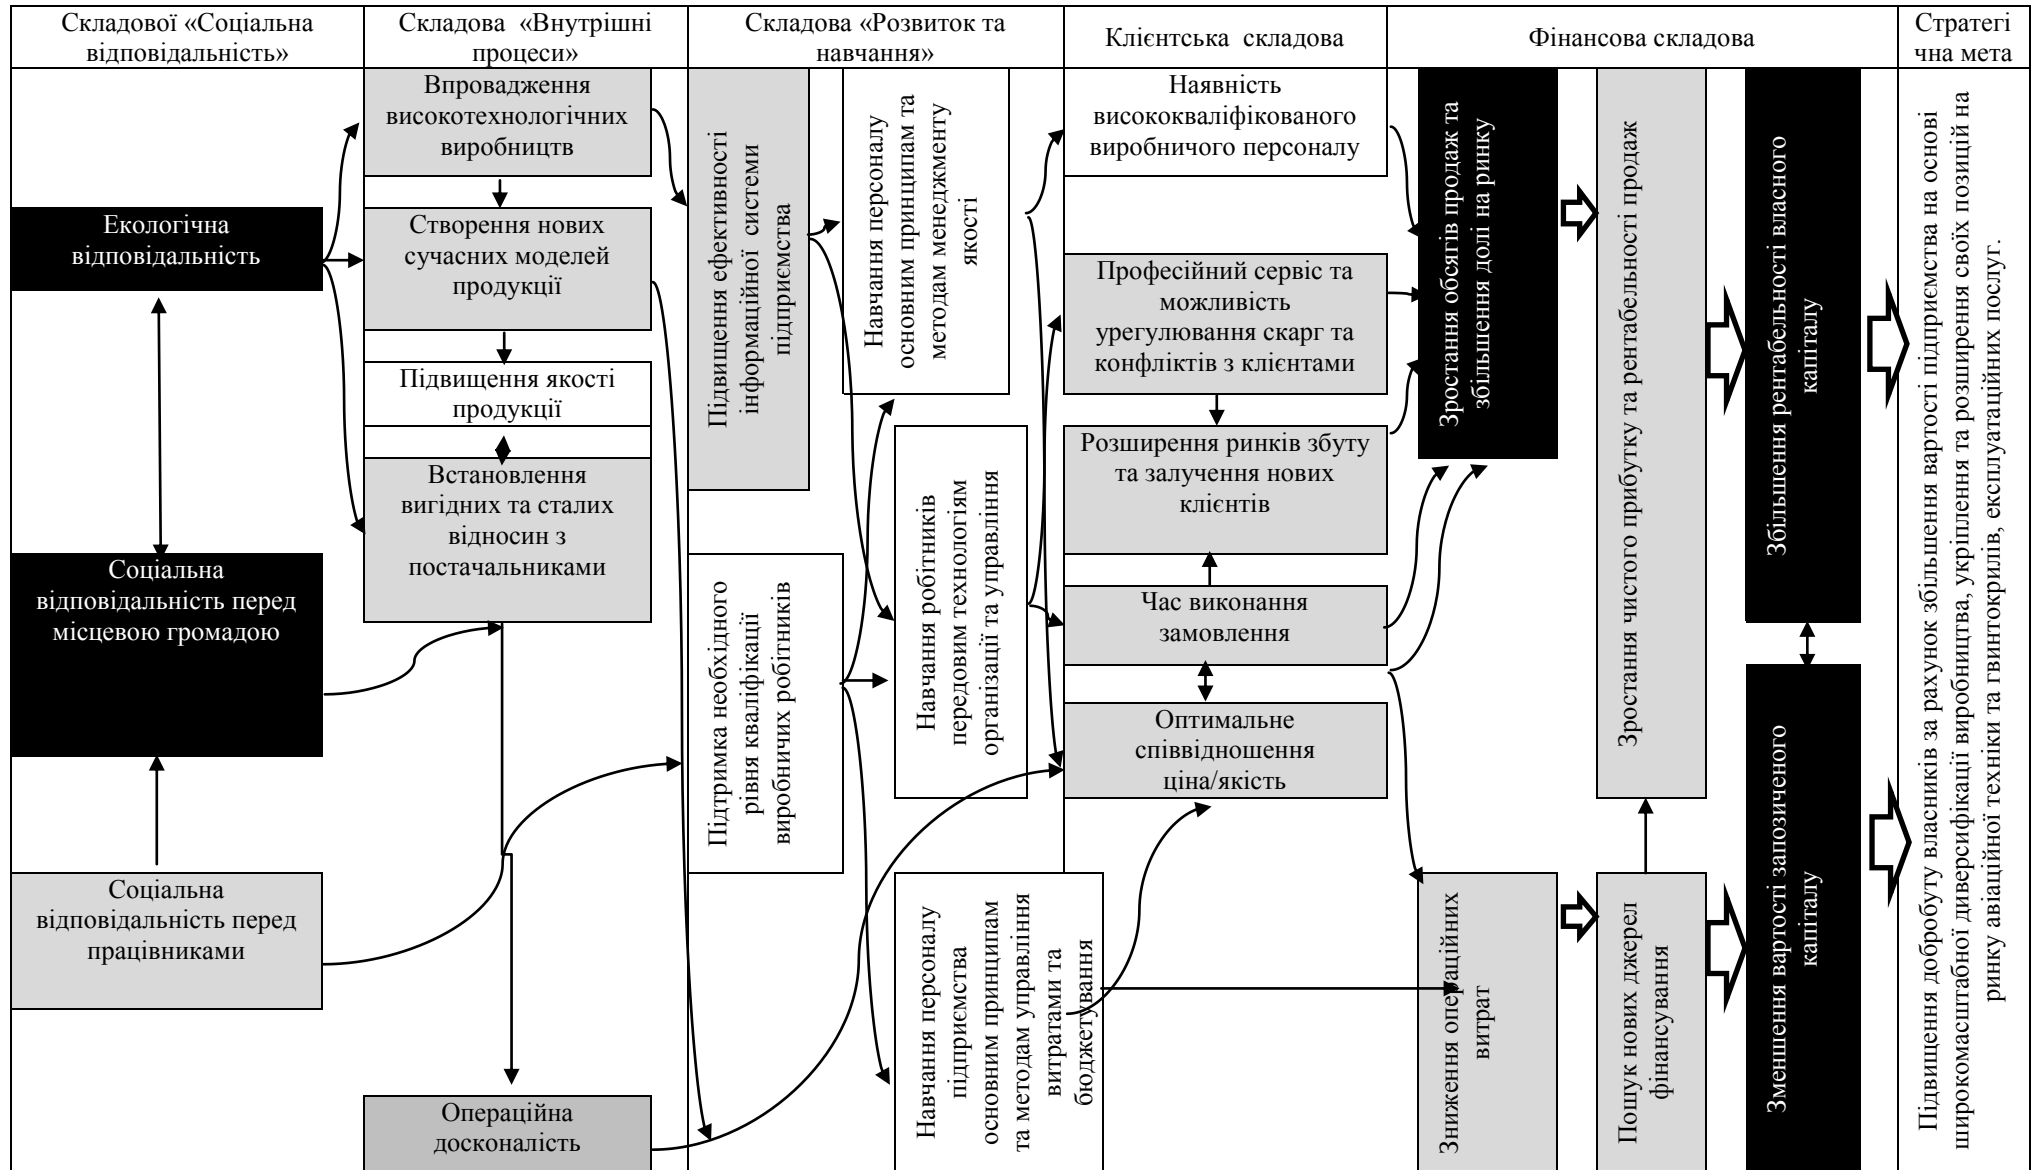 Складової «Соціальна
відповідальність»
Складова «Внутрішні
процеси»
Складова «Розвиток та
навчання»
Клієнтська складова
Фінансова складова
Стратегі
чна мета
Екологічна
відповідальність
Соціальна
відповідальність перед
місцевою громадою
Соціальна
відповідальність перед
працівниками
Впровадження
високотехнологічних
виробництв
Створення нових
сучасних моделей
продукції
Підвищення якості
продукції
Встановлення
вигідних та сталих
відносин з
постачальниками
Операційна
досконалість
Підвищення ефективності
інформаційної системи
підприємства
Підтримка необхідного
рівня кваліфікації
виробничих робітників
Навчання персоналу
основним принципам та
методам менеджменту
якості
Навчання робітників
передовим технологіям
організації та управління
Навчання персоналу
підприємства
основним принципам
та методам управління
витратами та
бюджетування
Наявність
висококваліфікованого
виробничого персоналу
Професійний сервіс та
можливість
урегулювання скарг та
конфліктів з клієнтами
Розширення ринків збуту
та залучення нових
клієнтів
Час виконання
замовлення
Оптимальне
співвідношення
ціна/якість
Зростання обсягів продаж та
збільшення долі на ринку
Зниження операційних
витрат
Зростання чистого прибутку та рентабельності продаж
Пошук нових джерел
фінансування
Збільшення рентабельності власного
капіталу
Зменшення вартості запозиченого
капіталу
Підвищення добробуту власників за рахунок збільшення вартості підприємства на основі
широкомасштабної диверсифікації виробництва, укріплення та розширення своїх позицій на
ринку авіаційної техніки та гвинтокрилів, експлуатаційних послуг.